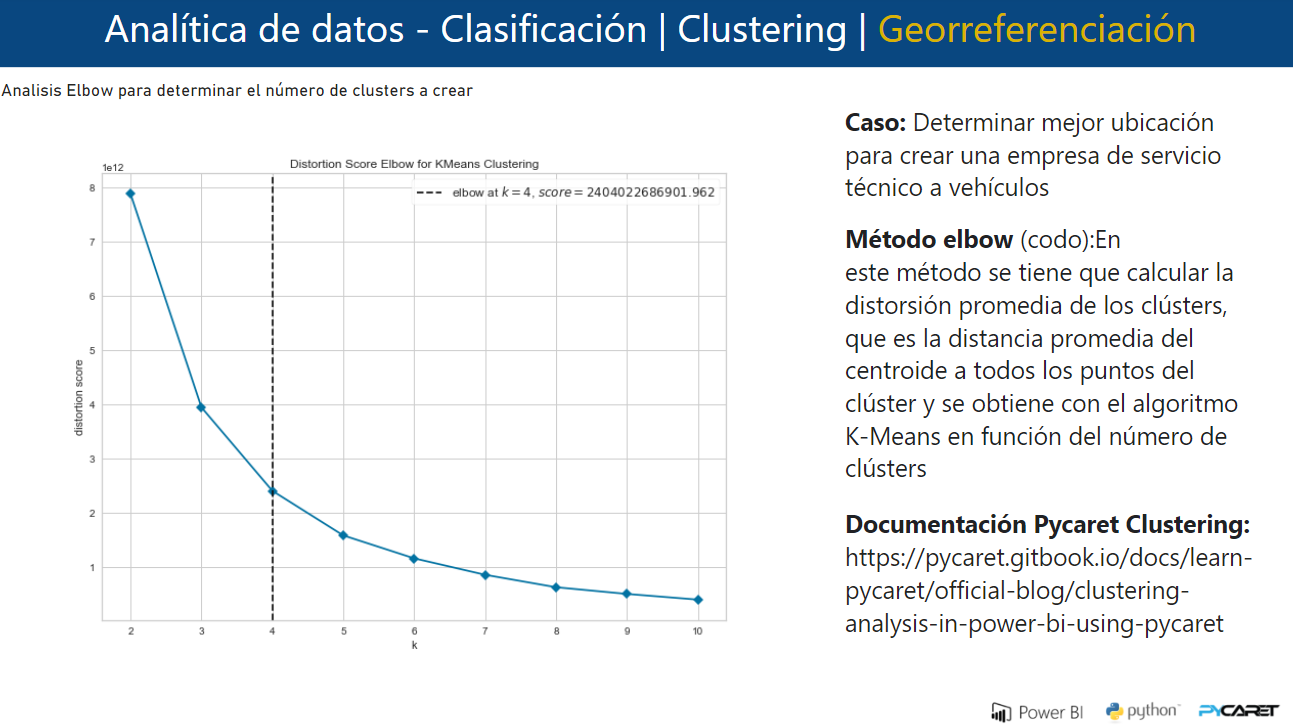 Analítica de datos - Clasificación | Clustering | Georreferenciación
Analisis Elbow para determinar el número de clusters a crear
1e12
Distortion Score Elbow for KMeans Clustering
elbow at k = 4, score = 2404022686901.962
8
7
6
5
4
3
2
1
distortion score
2 3 4 5 6 7 8 9 10
k
Caso: Determinar mejor ubicación
para crear una empresa de servicio
técnico a vehículos
Método elbow (codo):En
este método se tiene que calcular la
distorsión promedia de los clústers,
que es la distancia promedia del
centroide a todos los puntos del
clúster y se obtiene con el algoritmo
K-Means en función del número de
clústers
Documentación Pycaret Clustering:
https://pycaret.gitbook.io/docs/learn-
pycaret/official-blog/clustering-
analysis-in-power-bi-using-pycaret
Power BI python™ PYCARET